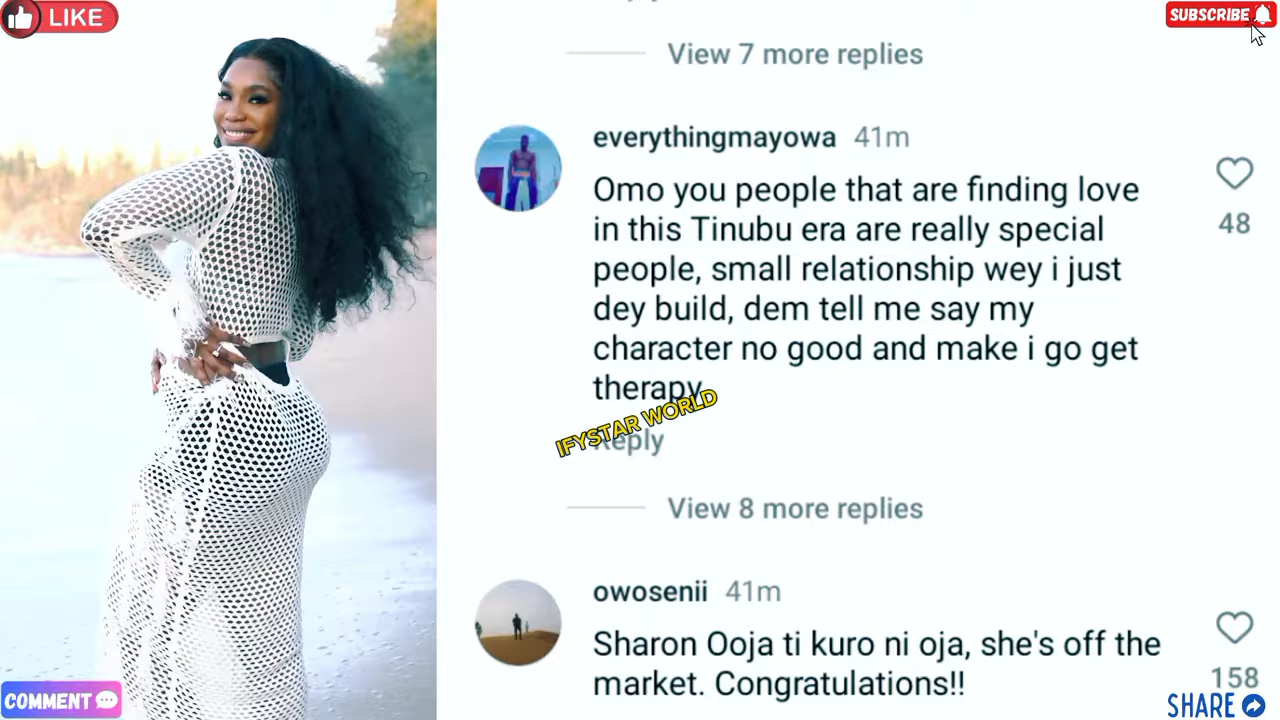 LIKE
SUBSCRIBE
View 7 more replies
everythingmayowa 41m
Omo you people that are finding love
in this Tinubu era are really special
people, small relationship wey i just
dey build, dem tell me say my
character no good and make i go get
therapy
48
IFYSTAR WORLD
Reply
View 8 more replies
owosenii 41m
Sharon Ooja ti kuro ni oja, she's off the
market. Congratulations!!
158
COMMENT
SHARE